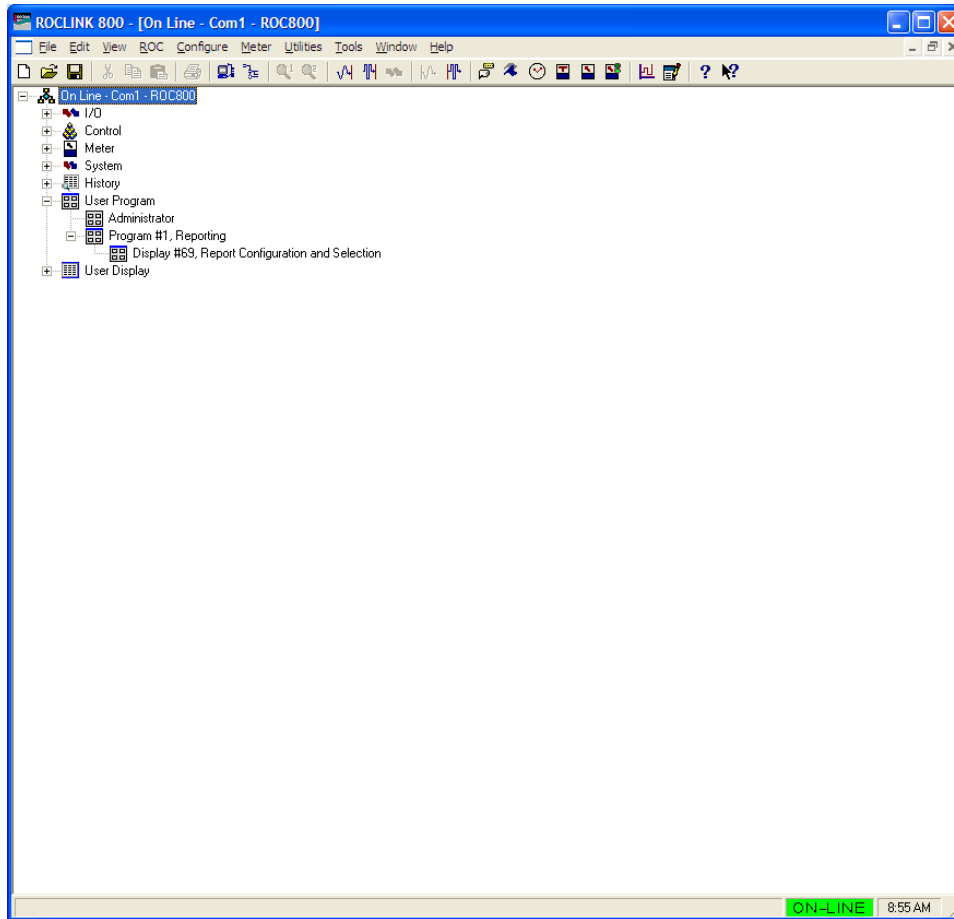 ROCLINK 800 - [On Line - Com1 - ROC800]
File Edit View ROC Configure Meter Utilities Tools Window Help
On Line - Com1 - ROC800
I/O
Control
Meter
System
History
User Program
Administrator
Program #1, Reporting
Display #69, Report Configuration and Selection
User Display
ON-LINE 8:55 AM